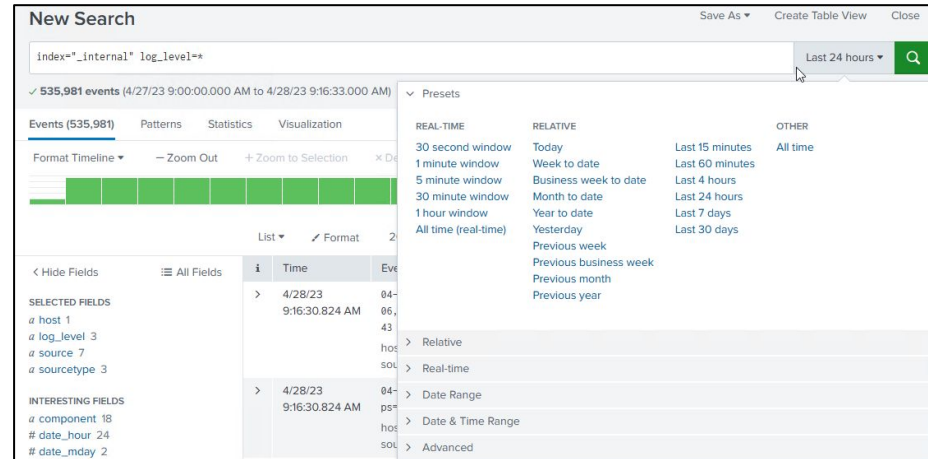 New Search
Save As ▾ Create Table View Close
index="_internal" log_level=*
Last 24 hours ▾
✓ 535,981 events (4/27/23 9:00:00.000 AM to 4/28/23 9:16:33.000 AM)
Events (535,981) Patterns Statistics Visualization
Format Timeline ▾ — Zoom Out + Zoom to Selection
List ▾ Format
< Hide Fields All Fields
SELECTED FIELDS
a host 1
a log_level 3
a source 7
a sourcetype 3
INTERESTING FIELDS
a component 18
# date_hour 24
# date_mday 2
i Time
> 4/28/23
9:16:30.824 AM
04-
06,
43
> 4/28/23
9:16:30.824 AM
04-
ps=
Presets
REAL-TIME
30 second window
1 minute window
5 minute window
30 minute window
1 hour window
All time (real-time)
RELATIVE
Today
Week to date
Business week to date
Month to date
Year to date
Yesterday
Previous week
Previous business week
Previous month
Previous year
Last 15 minutes
Last 60 minutes
Last 4 hours
Last 24 hours
Last 7 days
Last 30 days
OTHER
All time
> Relative
> Real-time
> Date Range
> Date & Time Range
> Advanced